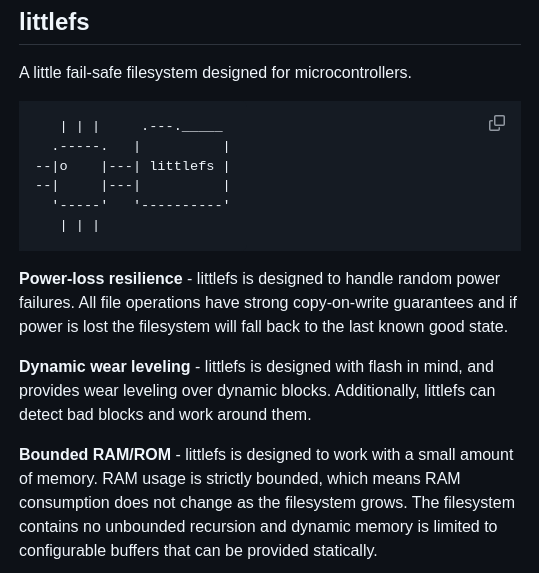 littlefs
A little fail-safe filesystem designed for microcontrollers.
   | | |     .---._____
  .-----.   |          |
--|o    |---| littlefs |
--|     |---|          |
  '-----'   '----------'
   | | |
Power-loss resilience - littlefs is designed to handle random power
failures. All file operations have strong copy-on-write guarantees and if
power is lost the filesystem will fall back to the last known good state.
Dynamic wear leveling - littlefs is designed with flash in mind, and
provides wear leveling over dynamic blocks. Additionally, littlefs can
detect bad blocks and work around them.
Bounded RAM/ROM - littlefs is designed to work with a small amount
of memory. RAM usage is strictly bounded, which means RAM
consumption does not change as the filesystem grows. The filesystem
contains no unbounded recursion and dynamic memory is limited to
configurable buffers that can be provided statically.